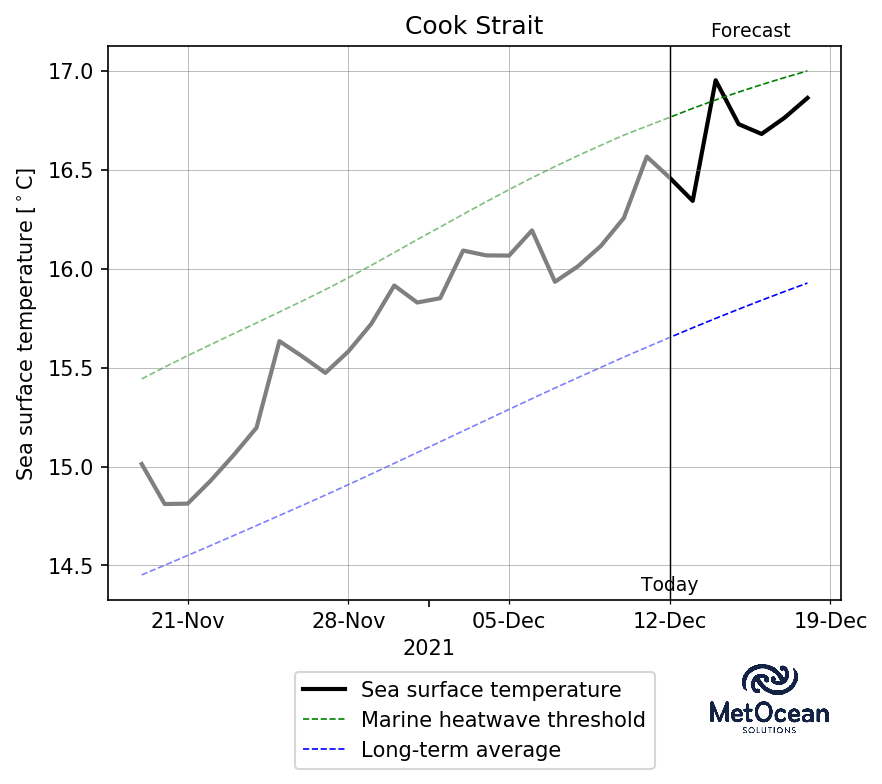 Cook Strait
Forecast
Sea surface temperature [°C]
17.0
16.5
16.0
15.5
15.0
14.5
Today
21-Nov 28-Nov 05-Dec 12-Dec 19-Dec
2021
Sea surface temperature
Marine heatwave threshold
Long-term average
MetOcean
SOLUTIONS